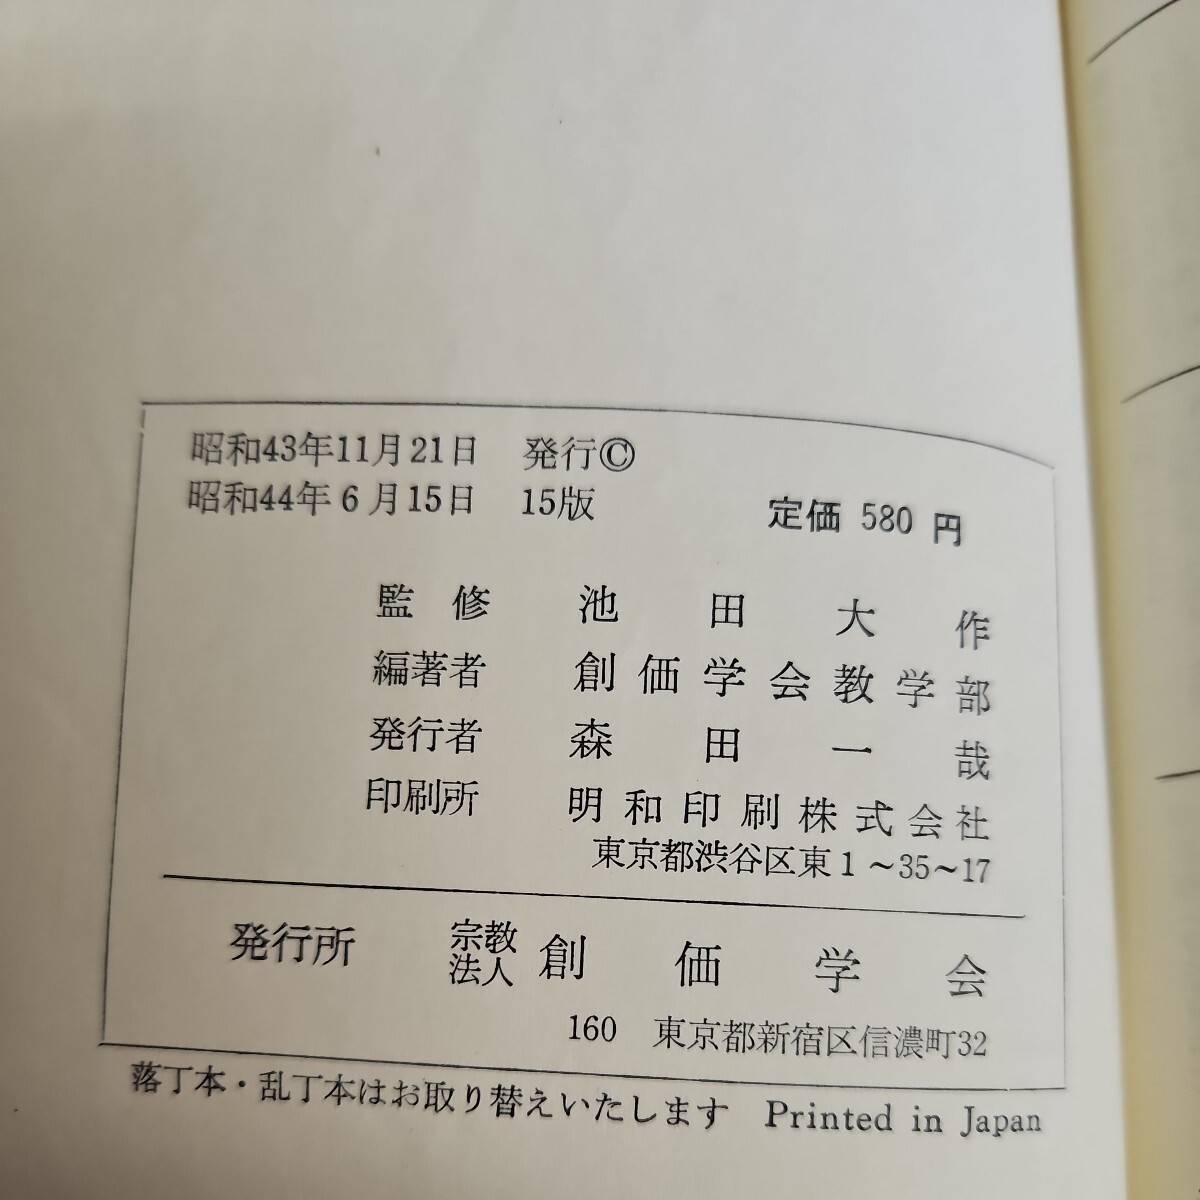 昭和43年11月21日 発行©
昭和44年6月15日 15版 定価 580 円
監修 池田大作
編著者 創価学会教学部
発行者 森田一哉
印刷所 明和印刷株式会社
東京都渋谷区東1～35～17
発行所 宗教法人 創価学会
160 東京都新宿区信濃町32
落丁本・乱丁本はお取り替えいたします Printed in Japan